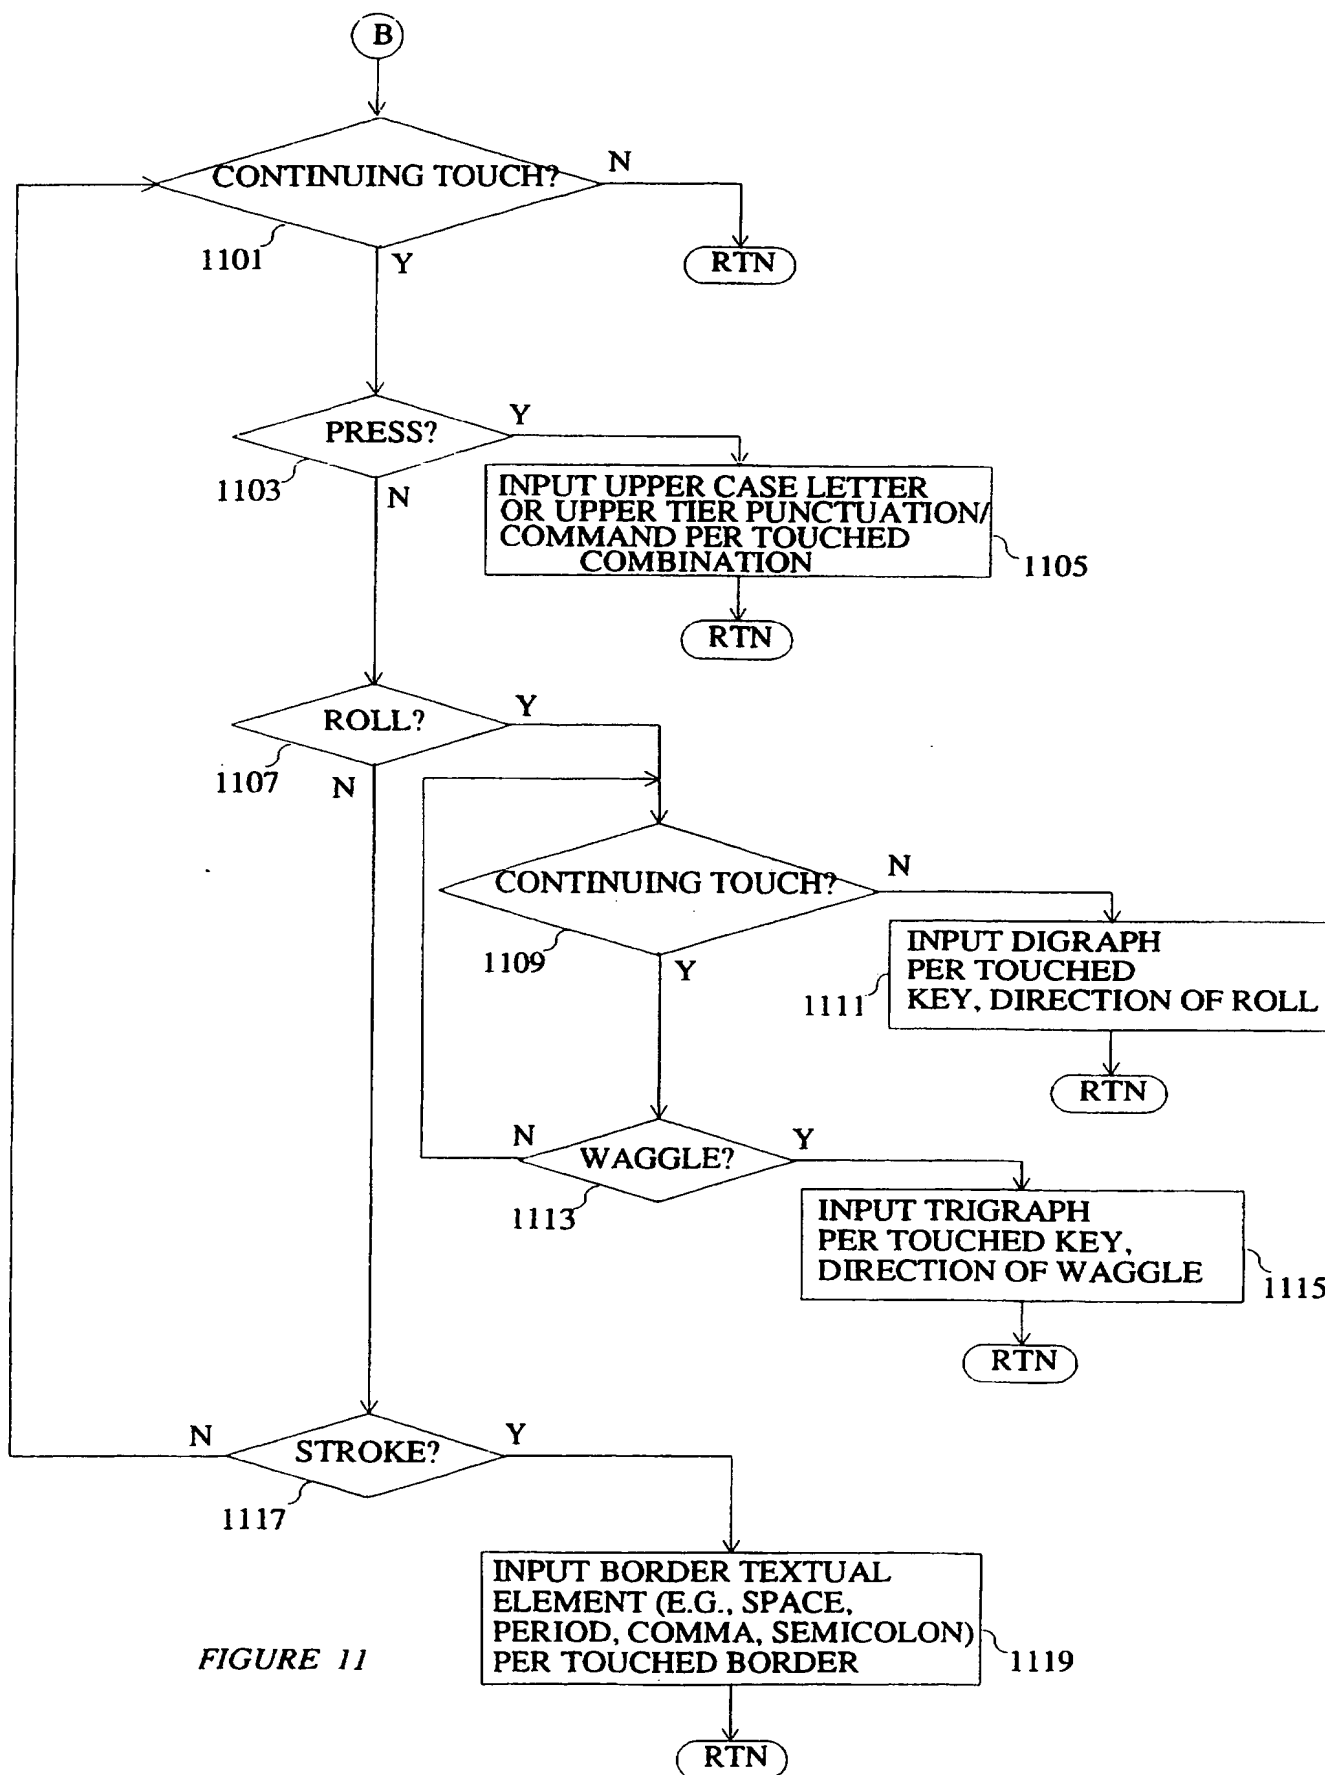 B
CONTINUING TOUCH?
N
1101
Y
RTN
PRESS?
Y
1103
N
INPUT UPPER CASE LETTER
OR UPPER TIER PUNCTUATION/
COMMAND PER TOUCHED
COMBINATION
1105
RTN
ROLL?
Y
1107
N
CONTINUING TOUCH?
N
1109
Y
INPUT DIGRAPH
PER TOUCHED
KEY, DIRECTION OF ROLL
1111
RTN
N
WAGGLE?
Y
1113
INPUT TRIGRAPH
PER TOUCHED KEY,
DIRECTION OF WAGGLE
1115
RTN
N
STROKE?
Y
1117
INPUT BORDER TEXTUAL
ELEMENT (E.G., SPACE,
PERIOD, COMMA, SEMICOLON)
PER TOUCHED BORDER
1119
FIGURE 11
RTN